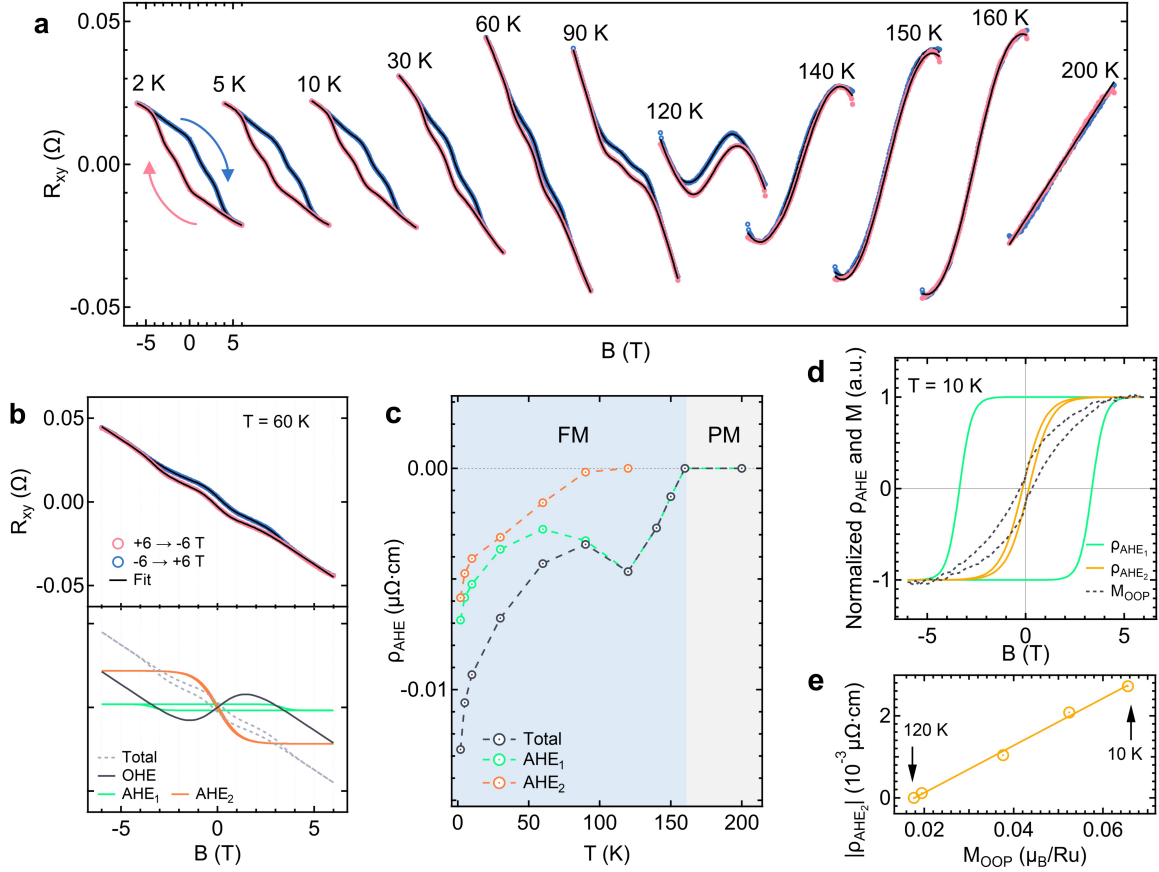 a
0.05
0.00
-0.05
R_xy (Ω)
2 K
5 K
10 K
30 K
60 K
90 K
120 K
140 K
150 K
160 K
200 K
-5 0 5
B (T)
b
T = 60 K
0.05
0.00
-0.05
R_xy (Ω)
+6 → -6 T
-6 → +6 T
Fit
Total
OHE
AHE₁ AHE₂
-5 0 5
B (T)
c
FM PM
0.00
-0.01
ρ_AHE (μΩ·cm)
Total
AHE₁
AHE₂
0 50 100 150 200
T (K)
d
T = 10 K
1
0
-1
Normalized ρ_AHE and M (a.u.)
ρ_AHE₁
ρ_AHE₂
M_OOP
-5 0 5
B (T)
e
2
0
|ρ_AHE₂| (10⁻³ μΩ·cm)
120 K
10 K
0.02 0.04 0.06
M_OOP (μ_B/Ru)